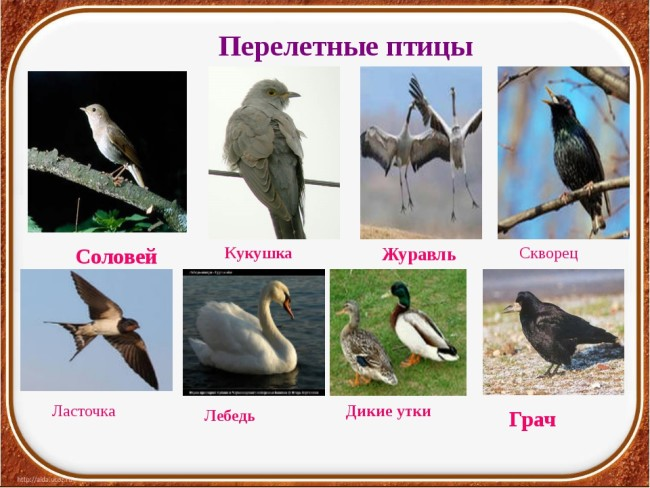 Перелетные птицы
Соловей
Кукушка
Журавль
Скворец
Ласточка
Лебедь
Дикие утки
Грач